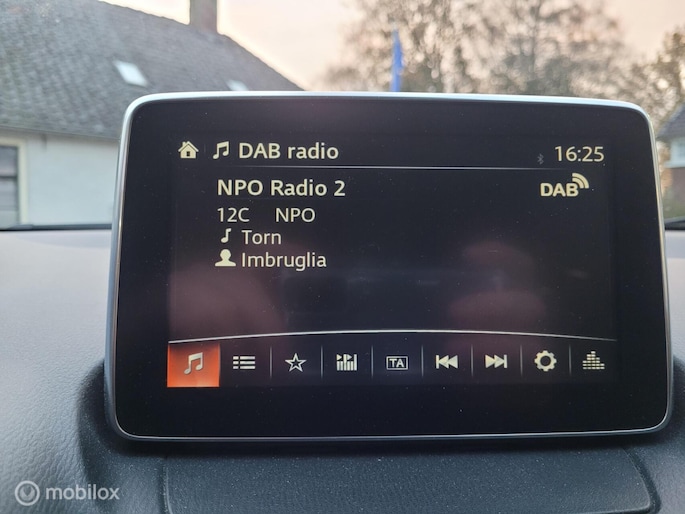 DAB radio 16:25
NPO Radio 2 DAB
12C NPO
Torn
Imbruglia
TA
mobilox